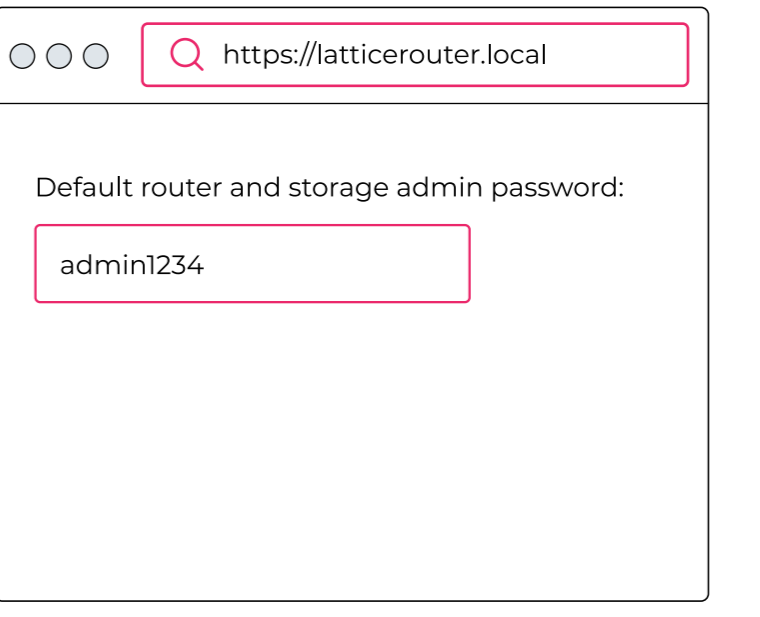 https://latticerouter.local
Default router and storage admin password:
admin1234